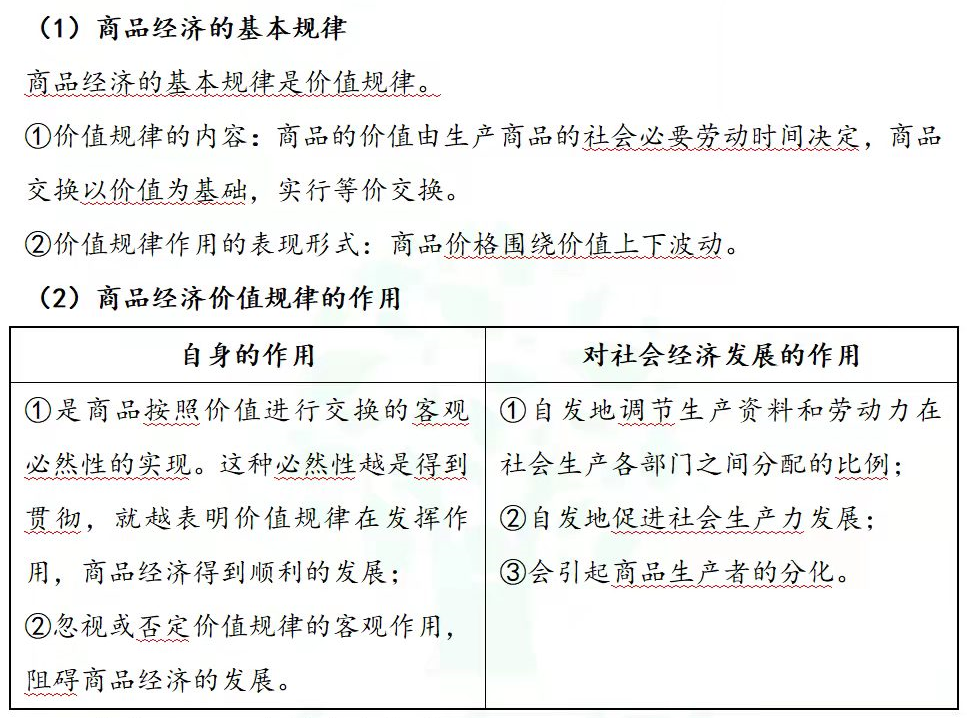 （1）商品经济的基本规律
商品经济的基本规律是价值规律。
①价值规律的内容：商品的价值由生产商品的社会必要劳动时间决定，商品
交换以价值为基础，实行等价交换。
②价值规律作用的表现形式：商品价格围绕价值上下波动。
（2）商品经济价值规律的作用
自身的作用
①是商品按照价值进行交换的客观
必然性的实现。这种必然性越是得到
贯彻，就越表明价值规律在发挥作
用，商品经济得到顺利的发展；
②忽视或否定价值规律的客观作用，
阻碍商品经济的发展。
对社会经济发展的作用
①自发地调节生产资料和劳动力在
社会生产各部门之间分配的比例；
②自发地促进社会生产力发展；
③会引起商品生产者的分化。